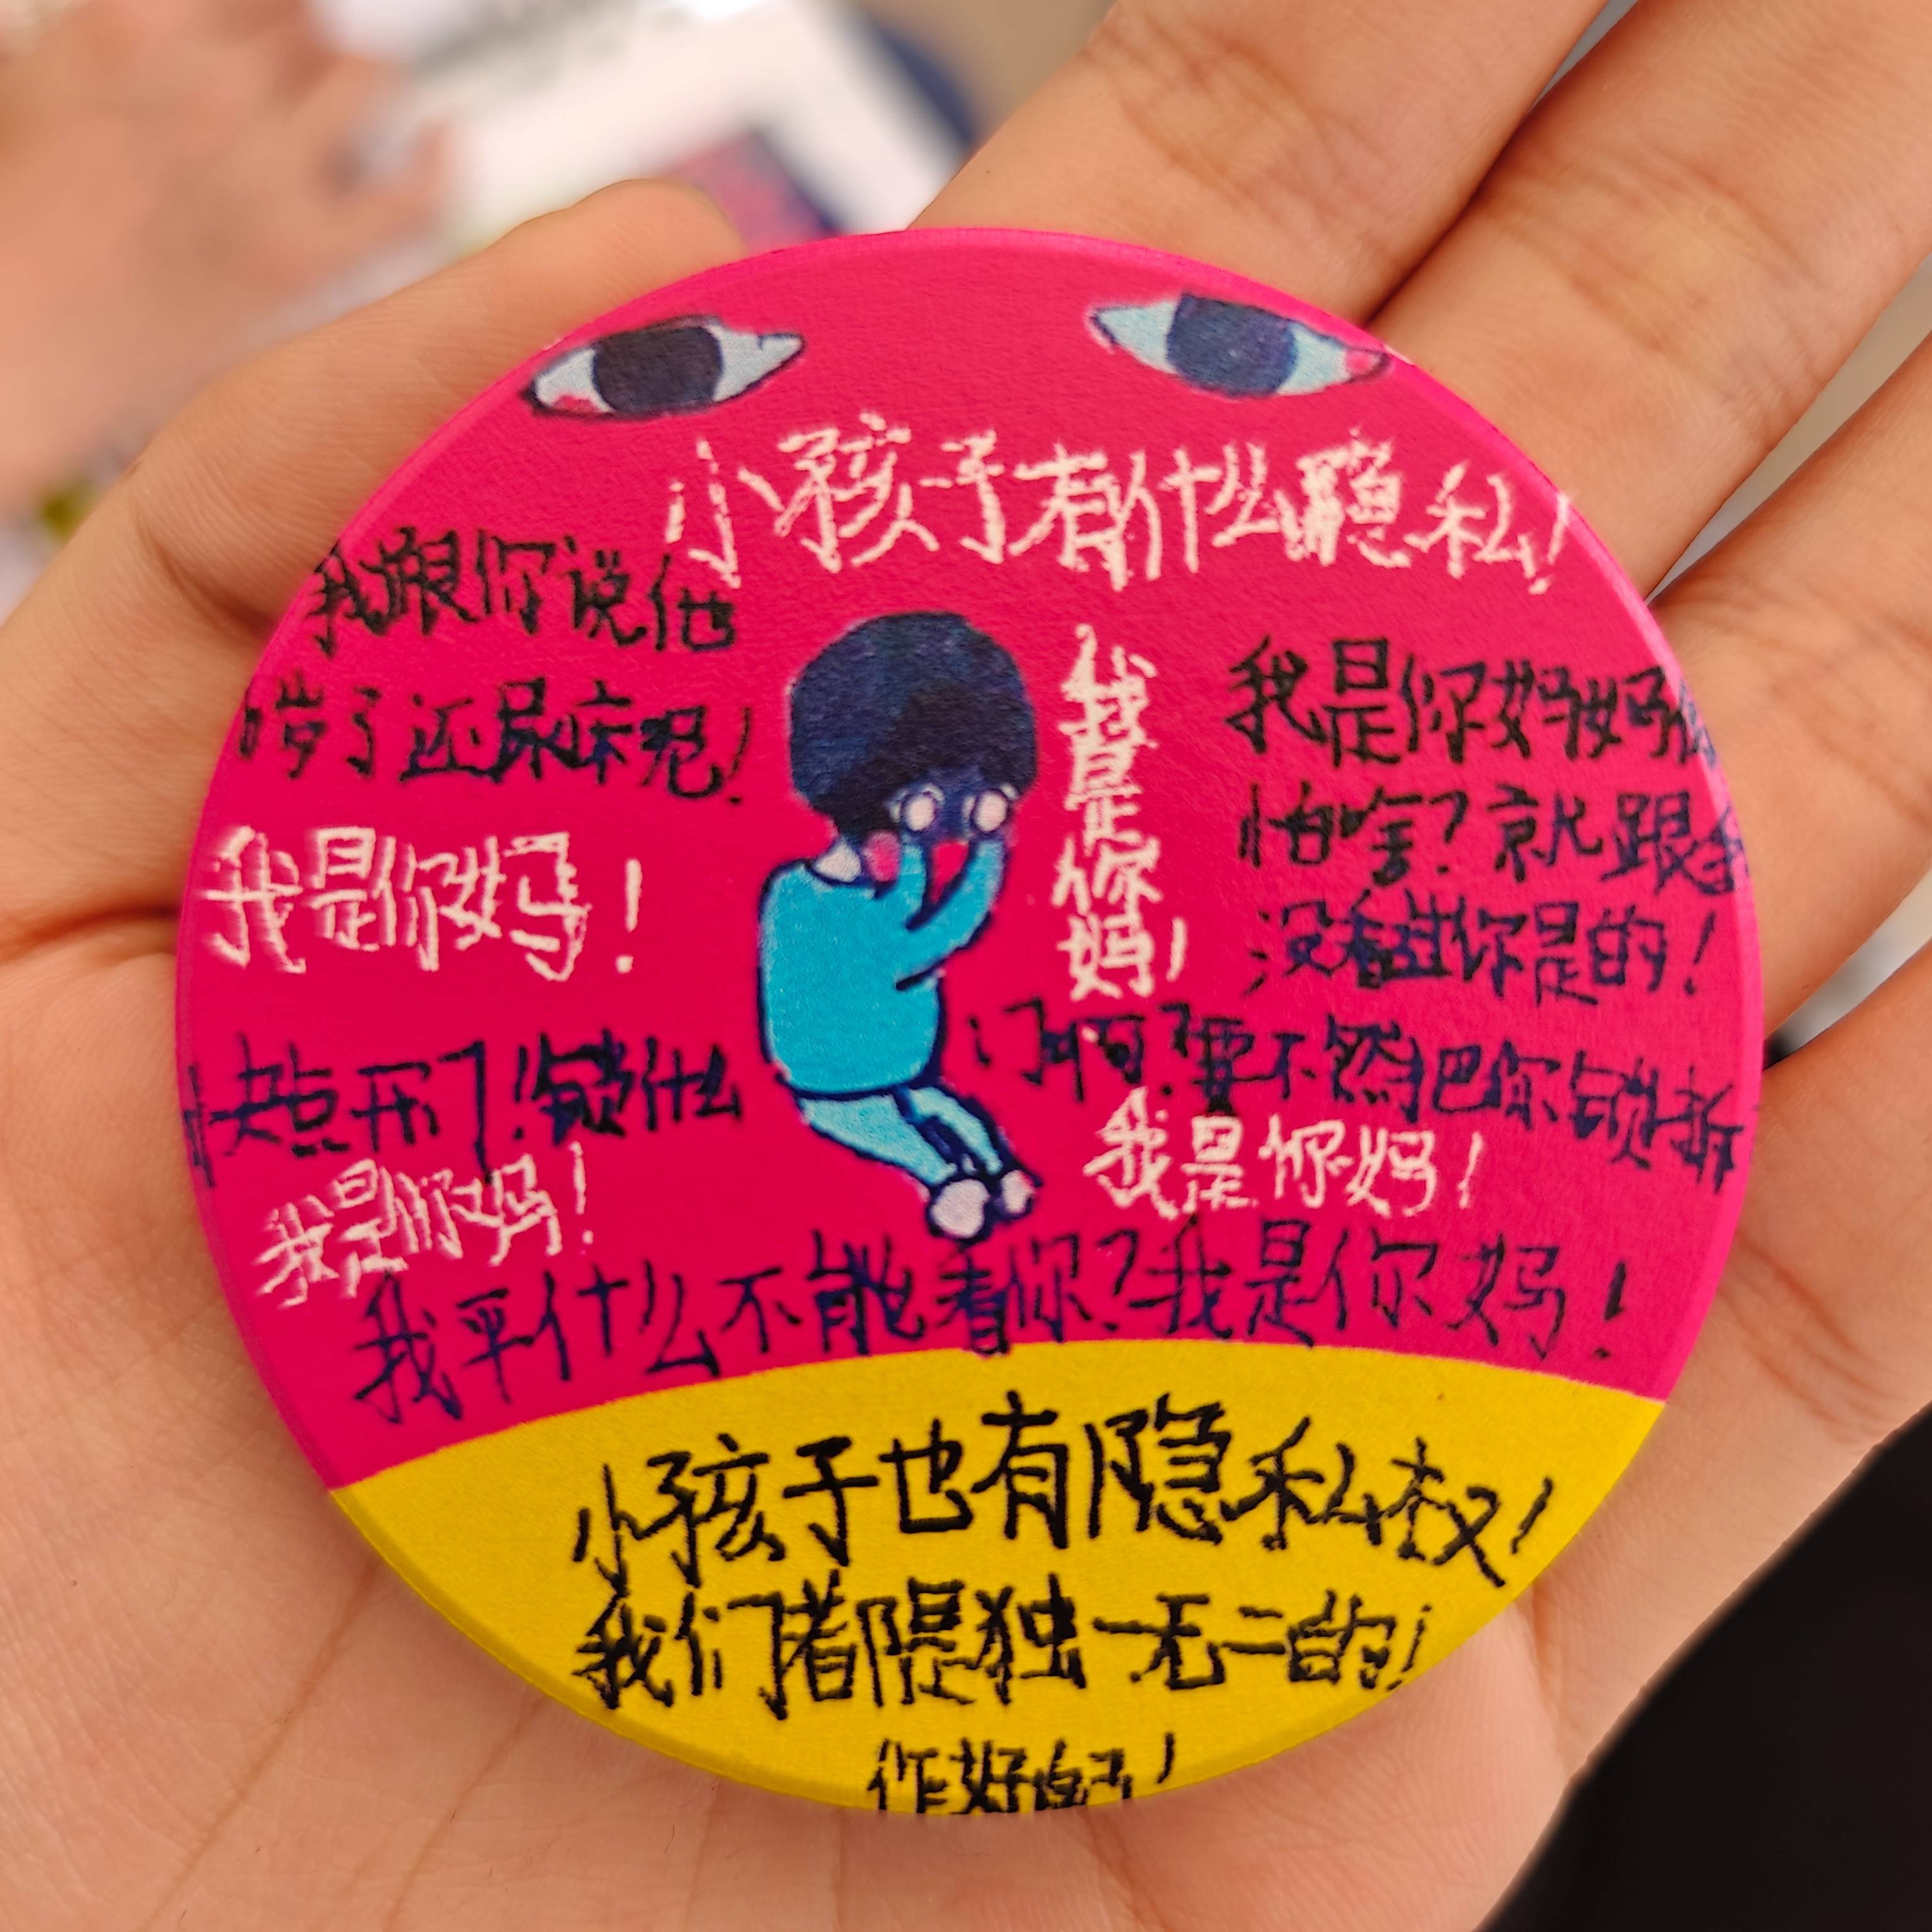 小孩子有什么隐私！
我跟你说他
岁了还尿床呢！
我是你妈！
我是你妈！
我是你妈妈
怕啥？就跟我
没看过你是的！
快点开门！锁什么
门啊？要不然把你锁拆
我是你妈！
我是你妈！
我平什么不能看你？我是你妈！
小孩子也有隐私权！
我们都是独一无二的！
作好自己！